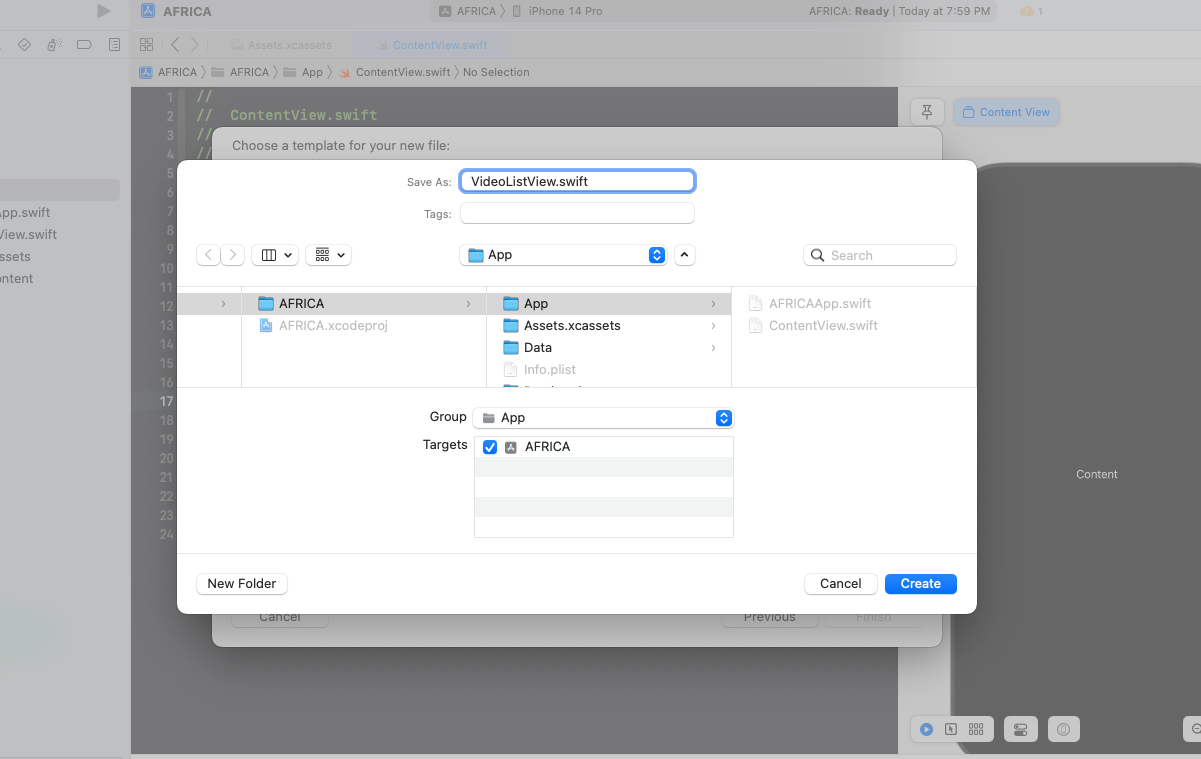 AFRICA
AFRICA
iPhone 14 Pro
AFRICA: Ready | Today at 7:59 PM
1
Assets.xcassets
ContentView.swift
AFRICA
AFRICA
App
ContentView.swift
No Selection
1 //
2 // ContentView.swift
3 //
4 //
5
6
7
8
9
10
11
12
13
14
15
16
17
18
19
20
21
22
23
24
Content View
Choose a template for your new file:
Save As: VideoListView.swift
Tags:
App
Search
AFRICA
AFRICA.xcodeproj
App
Assets.xcassets
Data
Info.plist
AFRICAApp.swift
ContentView.swift
App.swift
View.swift
ssets
ntent
Group App
Targets AFRICA
Content
New Folder
Cancel
Create
Cancel
Previous
Finish